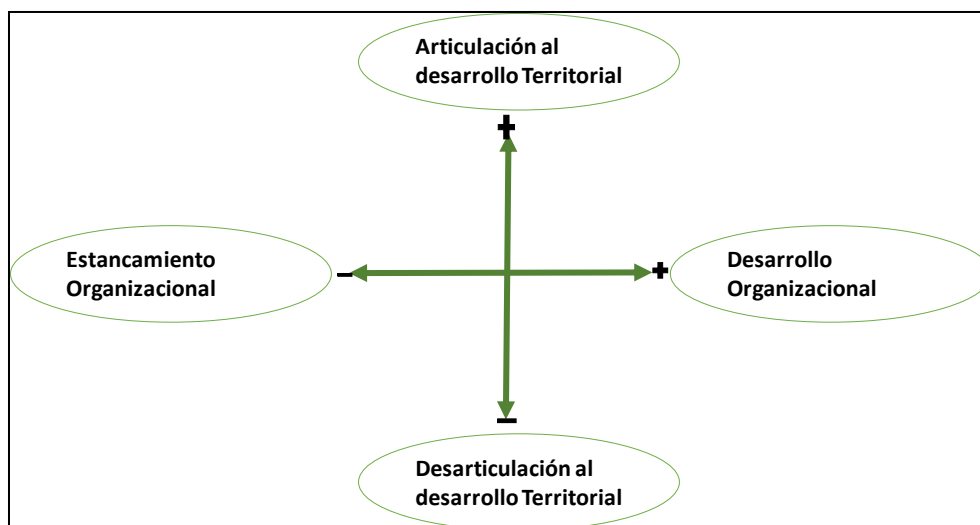 Articulación al
desarrollo Territorial
+
Estancamiento
Organizacional
–
+
Desarrollo
Organizacional
–
Desarticulación al
desarrollo Territorial